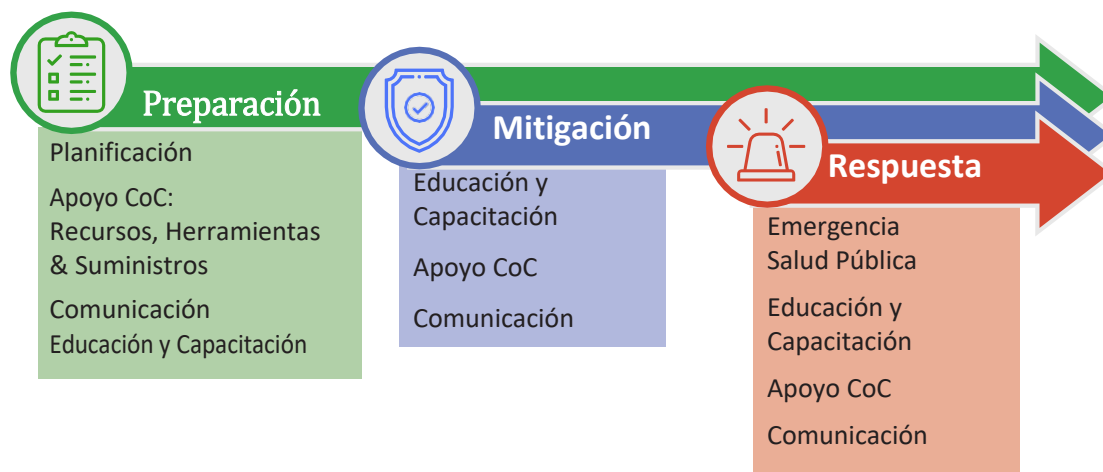 Preparación
Planificación
Apoyo CoC:
Recursos, Herramientas
& Suministros
Comunicación
Educación y Capacitación
Mitigación
Educación y
Capacitación
Apoyo CoC
Comunicación
Respuesta
Emergencia
Salud Pública
Educación y
Capacitación
Apoyo CoC
Comunicación